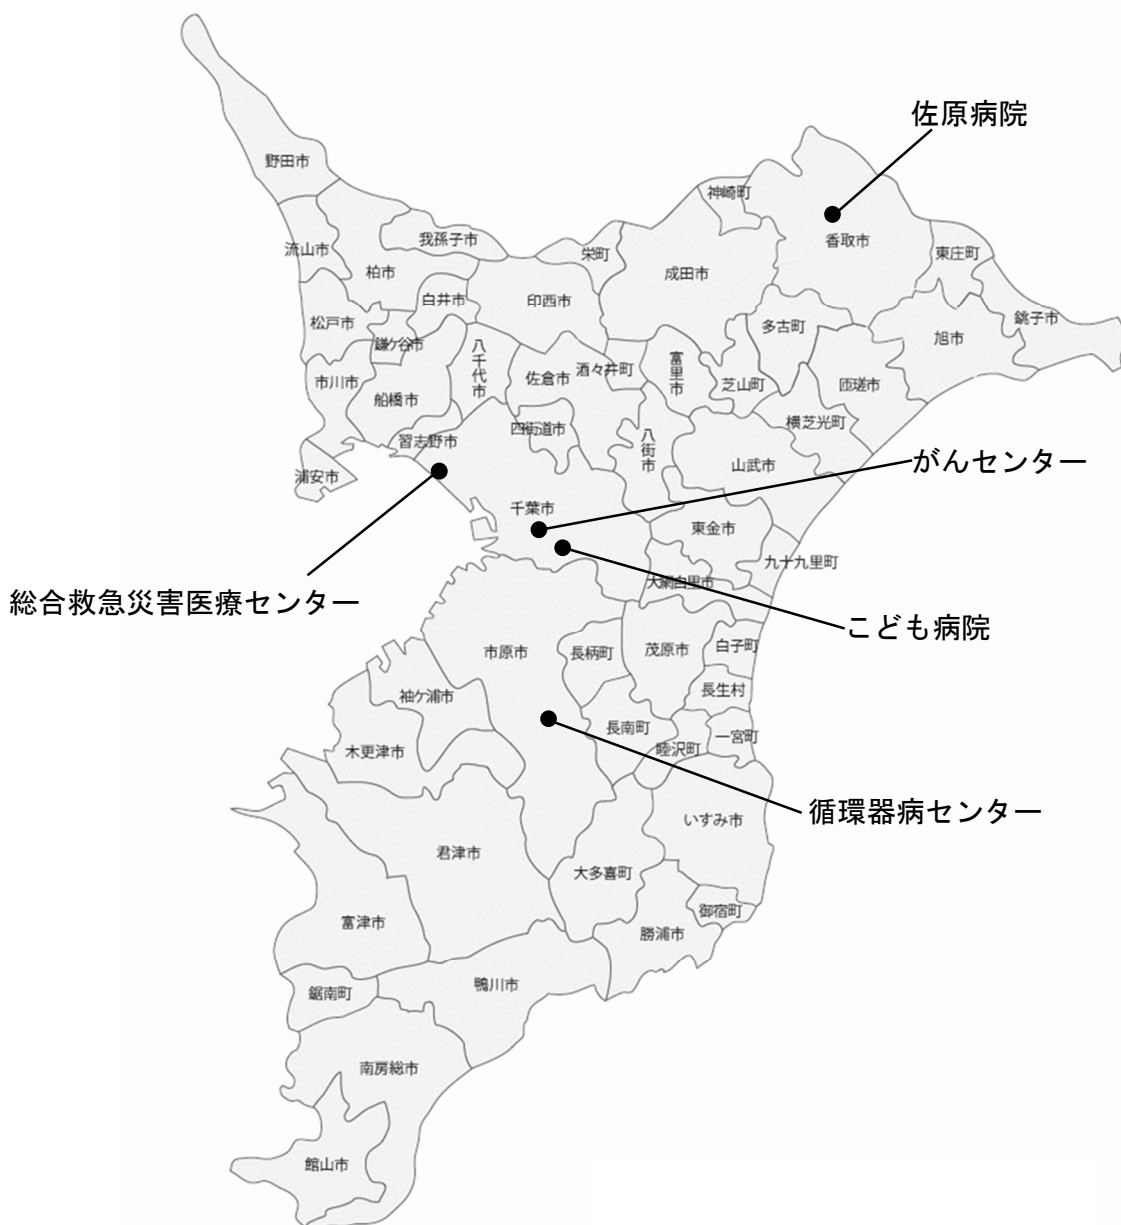 佐原病院
野田市
神崎町
香取市
我孫子市
流山市
東庄町
栄町
柏市
成田市
白井市
印西市
銚子市
松戸市
多古町
旭市
鎌ケ谷市
八千代市
酒々井町
富里市
佐倉市
市川市
芝山町
匝瑳市
船橋市
横芝光町
四街道市
習志野市
八街市
がんセンター
山武市
浦安市
千葉市
東金市
九十九里町
大網白里市
総合救急災害医療センター
こども病院
白子町
茂原市
市原市
長柄町
長生村
袖ケ浦市
長南町
一宮町
睦沢町
木更津市
循環器病センター
いすみ市
君津市
大多喜町
御宿町
富津市
勝浦市
鴨川市
鋸南町
南房総市
館山市